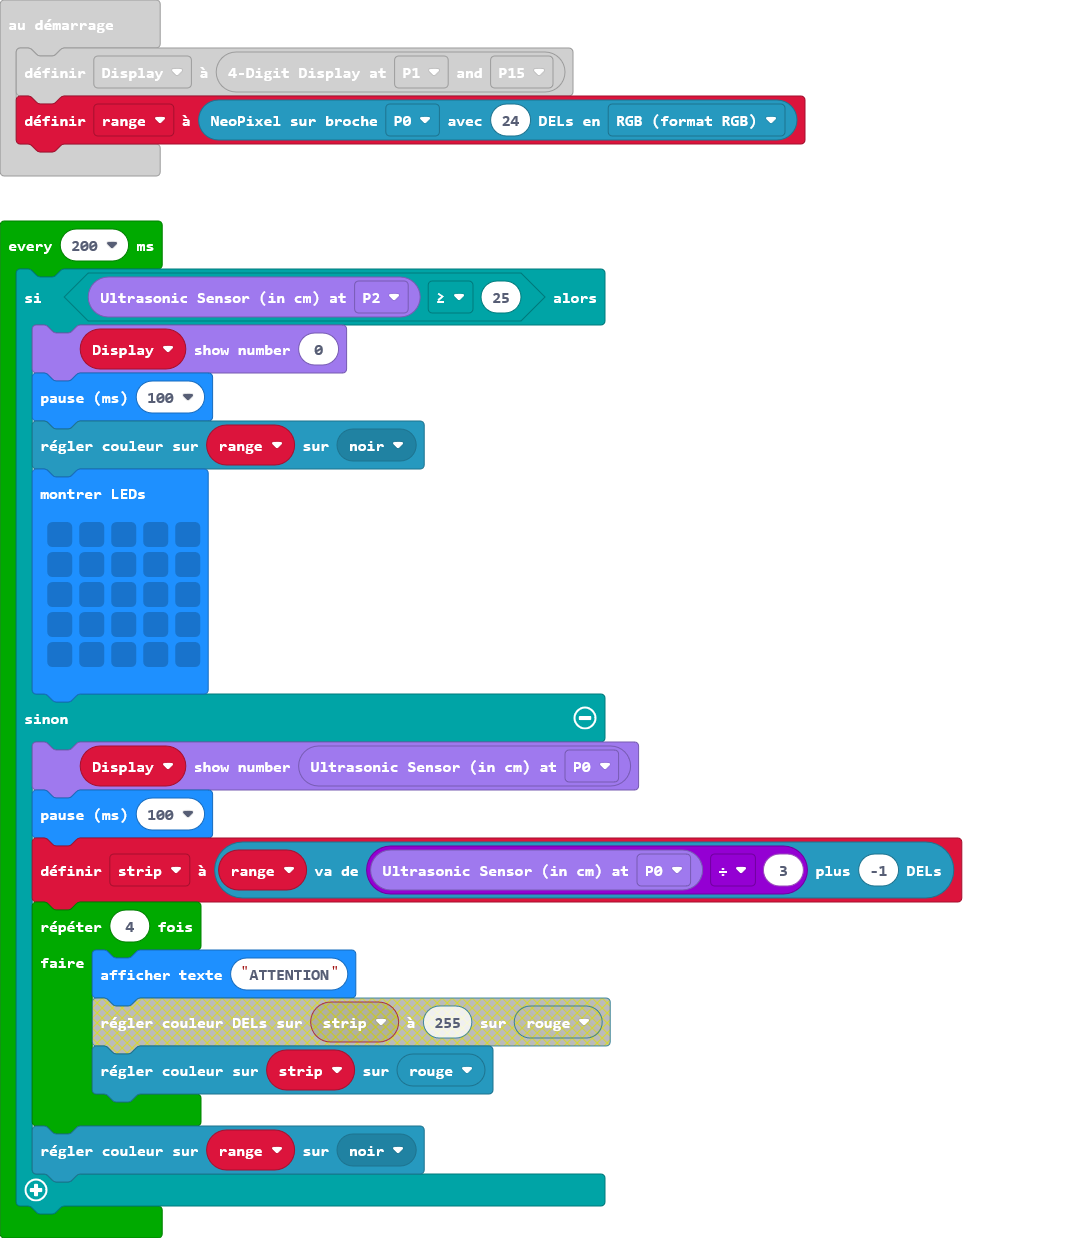 au démarrage
définir Display à 4-Digit Display at P1 and P15
définir range à NeoPixel sur broche P0 avec 24 DELs en RGB (format RGB)
every 200 ms
si Ultrasonic Sensor (in cm) at P2 ≥ 25 alors
Display show number 0
pause (ms) 100
régler couleur sur range sur noir
montrer LEDs
sinon
Display show number Ultrasonic Sensor (in cm) at P0
pause (ms) 100
définir strip à range va de Ultrasonic Sensor (in cm) at P0 ÷ 3 plus -1 DELs
répéter 4 fois
faire
afficher texte "ATTENTION"
régler couleur DELs sur strip à 255 sur rouge
régler couleur sur strip sur rouge
régler couleur sur range sur noir